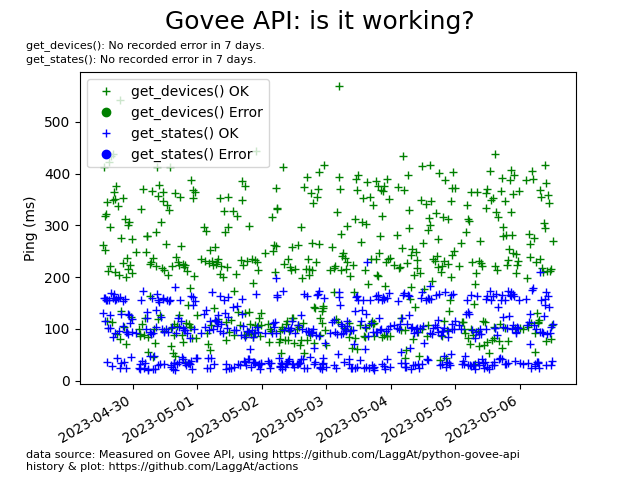 Govee API: is it working?
get_devices(): No recorded error in 7 days.
get_states(): No recorded error in 7 days.
get_devices() OK
get_devices() Error
get_states() OK
get_states() Error
Ping (ms)
500
400
300
200
100
0
2023-04-30
2023-05-01
2023-05-02
2023-05-03
2023-05-04
2023-05-05
2023-05-06
data source: Measured on Govee API, using https://github.com/LaggAt/python-govee-api
history & plot: https://github.com/LaggAt/actions